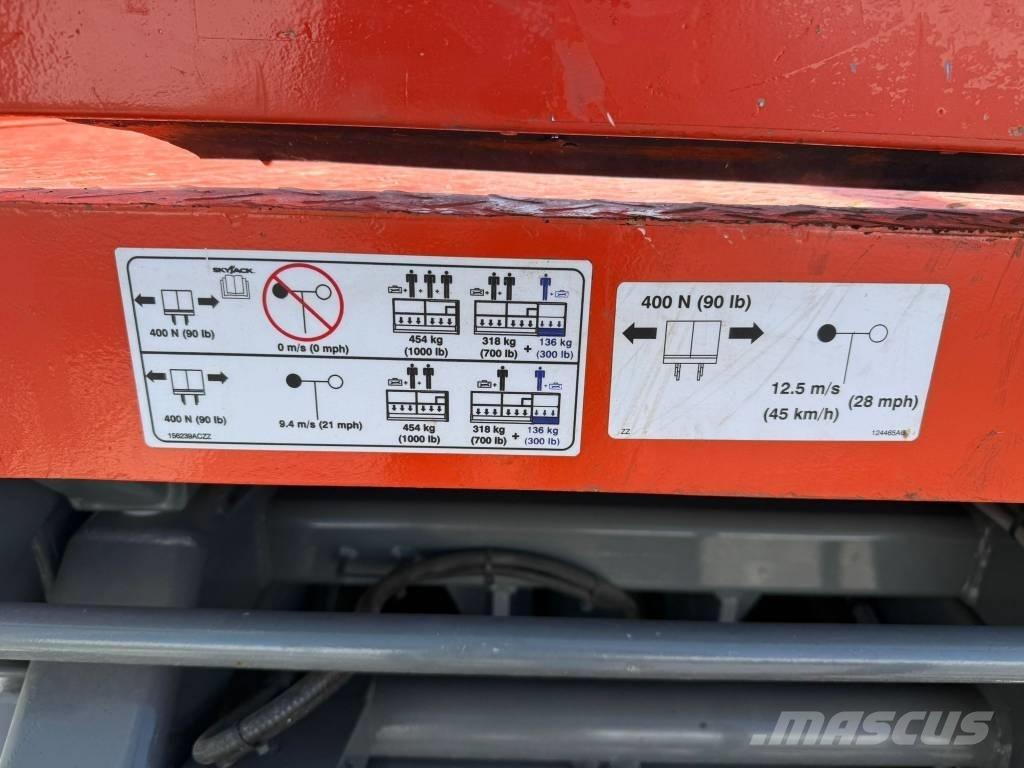 SKYJACK
400 N (90 lb)
0 m/s (0 mph)
454 kg
(1000 lb)
318 kg
(700 lb)
+
136 kg
(300 lb)
400 N (90 lb)
9.4 m/s (21 mph)
454 kg
(1000 lb)
318 kg
(700 lb)
+
136 kg
(300 lb)
156239ACZZ
400 N (90 lb)
12.5 m/s
(45 km/h)
(28 mph)
ZZ
MASCUS